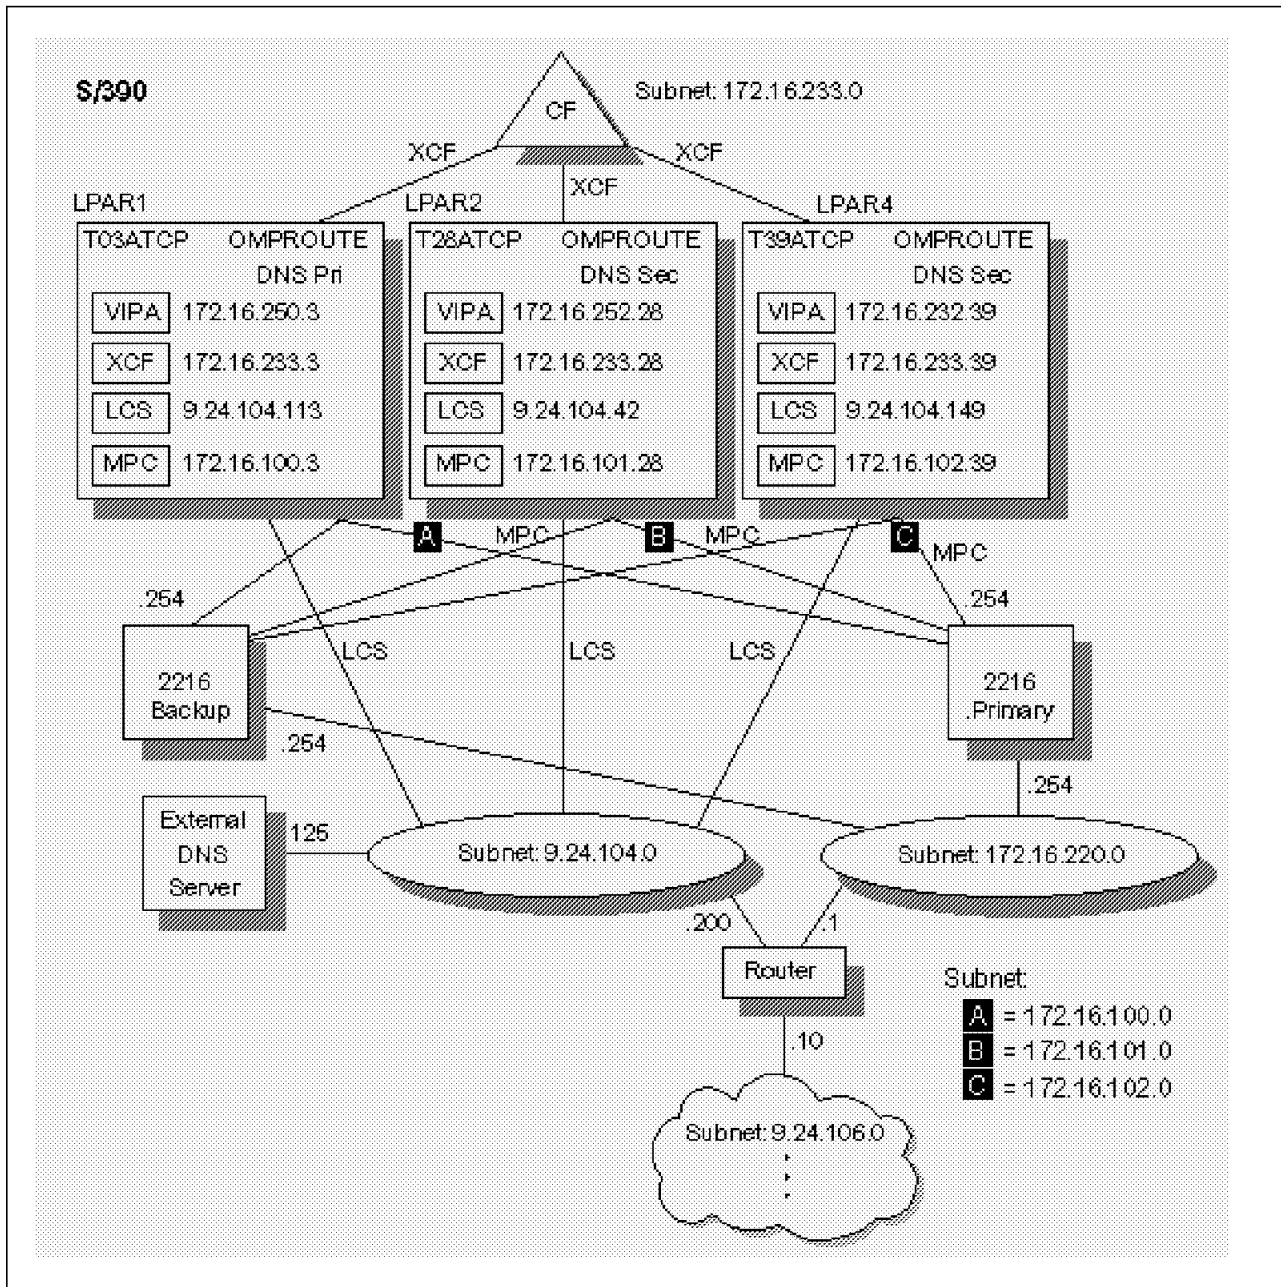 S/390
CF
Subnet: 172.16.233.0
XCF
XCF
XCF
LPAR1
LPAR2
LPAR4
T03ATCP OMPROUTE
DNS Pri
VIPA 172.16.250.3
XCF 172.16.233.3
LCS 9.24.104.113
MPC 172.16.100.3
T28ATCP OMPROUTE
DNS Sec
VIPA 172.16.252.28
XCF 172.16.233.28
LCS 9.24.104.42
MPC 172.16.101.28
T39ATCP OMPROUTE
DNS Sec
VIPA 172.16.232.39
XCF 172.16.233.39
LCS 9.24.104.149
MPC 172.16.102.39
A
MPC
B
MPC
C
MPC
.254
.254
LCS
LCS
LCS
2216
Backup
2216
.Primary
.254
.254
External
DNS
Server
.125
Subnet: 9.24.104.0
Subnet: 172.16.220.0
.200
.1
Router
.10
Subnet: 9.24.106.0
Subnet:
A = 172.16.100.0
B = 172.16.101.0
C = 172.16.102.0